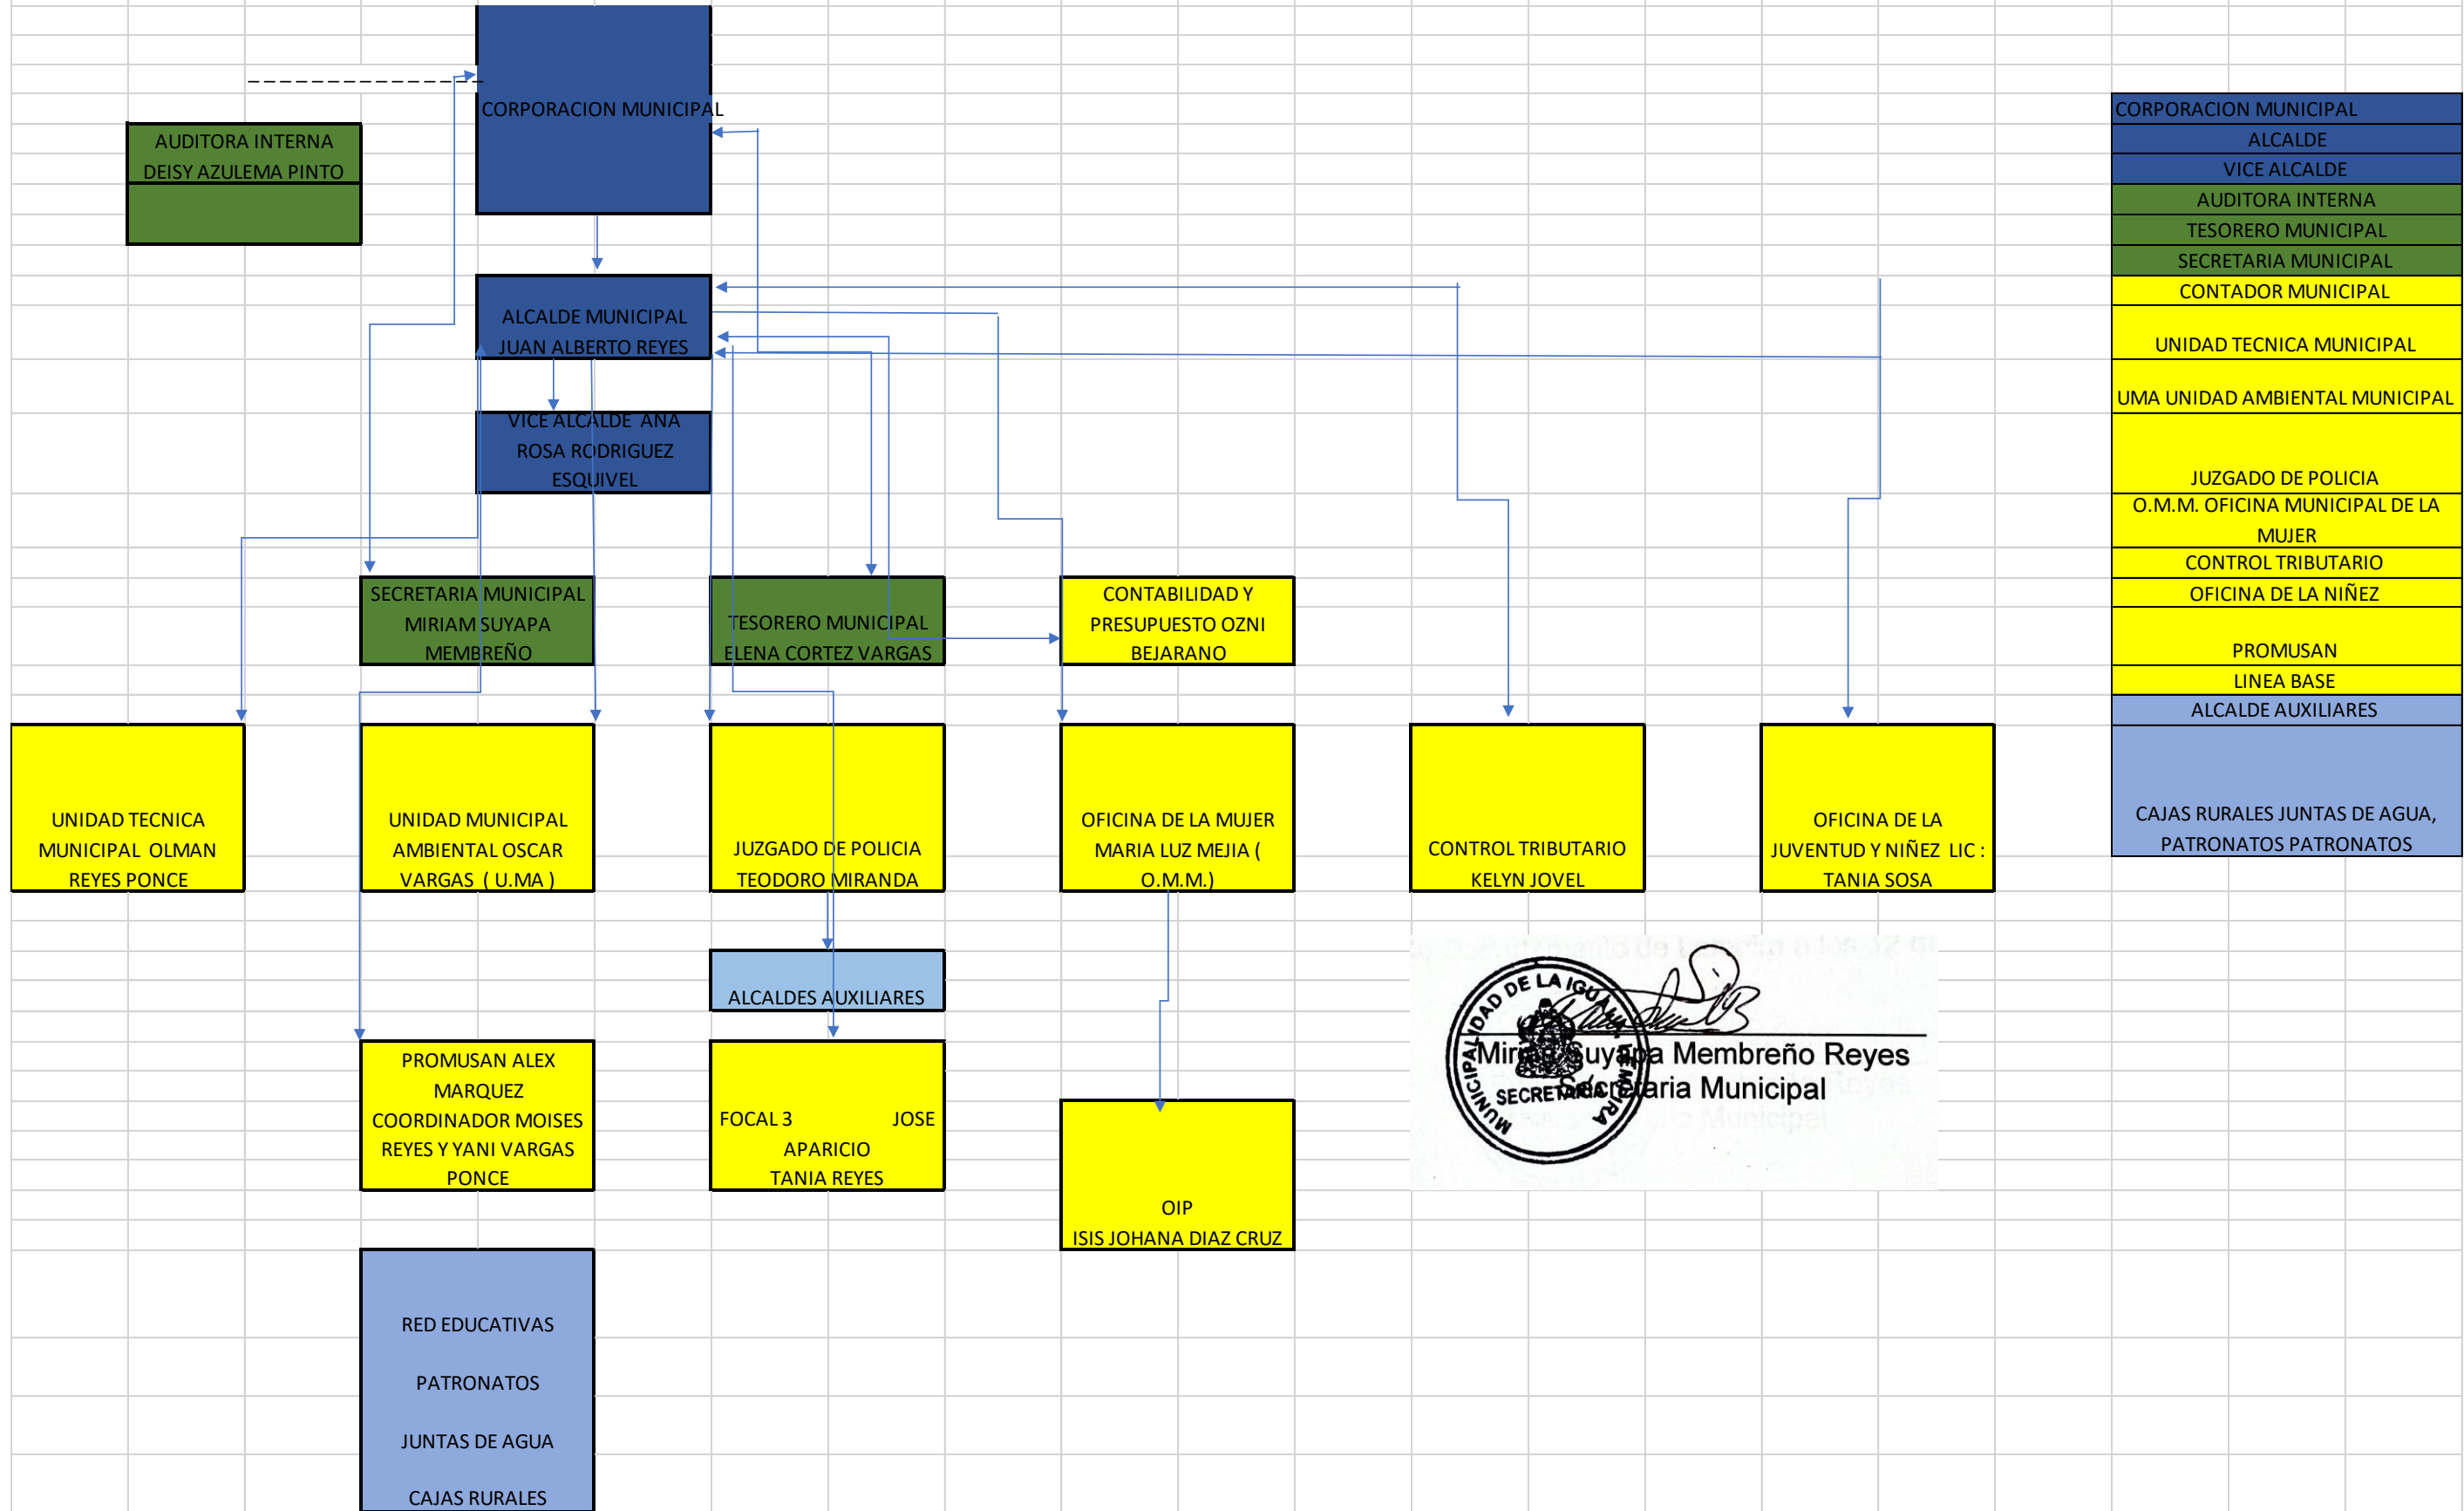 CORPORACION MUNICIPAL
AUDITORA INTERNA
DEISY AZULEMA PINTO
ALCALDE MUNICIPAL
JUAN ALBERTO REYES
VICE ALCALDE ANA
ROSA RODRIGUEZ
ESQUIVEL
SECRETARIA MUNICIPAL
MIRIAM SUYAPA
MEMBREÑO
TESORERO MUNICIPAL
ELENA CORTEZ VARGAS
CONTABILIDAD Y
PRESUPUESTO OZNI
BEJARANO
UNIDAD TECNICA
MUNICIPAL OLMAN
REYES PONCE
UNIDAD MUNICIPAL
AMBIENTAL OSCAR
VARGAS ( U.MA )
JUZGADO DE POLICIA
TEODORO MIRANDA
OFICINA DE LA MUJER
MARIA LUZ MEJIA (
O.M.M.)
CONTROL TRIBUTARIO
KELYN JOVEL
OFICINA DE LA
JUVENTUD Y NIÑEZ LIC :
TANIA SOSA
ALCALDES AUXILIARES
PROMUSAN ALEX
MARQUEZ
COORDINADOR MOISES
REYES Y YANI VARGAS
PONCE
FOCAL 3 JOSE
APARICIO
TANIA REYES
OIP
ISIS JOHANA DIAZ CRUZ
RED EDUCATIVAS
PATRONATOS
JUNTAS DE AGUA
CAJAS RURALES
CORPORACION MUNICIPAL
ALCALDE
VICE ALCALDE
AUDITORA INTERNA
TESORERO MUNICIPAL
SECRETARIA MUNICIPAL
CONTADOR MUNICIPAL
UNIDAD TECNICA MUNICIPAL
UMA UNIDAD AMBIENTAL MUNICIPAL
JUZGADO DE POLICIA
O.M.M. OFICINA MUNICIPAL DE LA
MUJER
CONTROL TRIBUTARIO
OFICINA DE LA NIÑEZ
PROMUSAN
LINEA BASE
ALCALDE AUXILIARES
CAJAS RURALES JUNTAS DE AGUA,
PATRONATOS PATRONATOS
MUNICIPALIDAD DE LA IGUALA
SECRETARIA
Miriam Suyapa Membreño Reyes
Secretaria Municipal